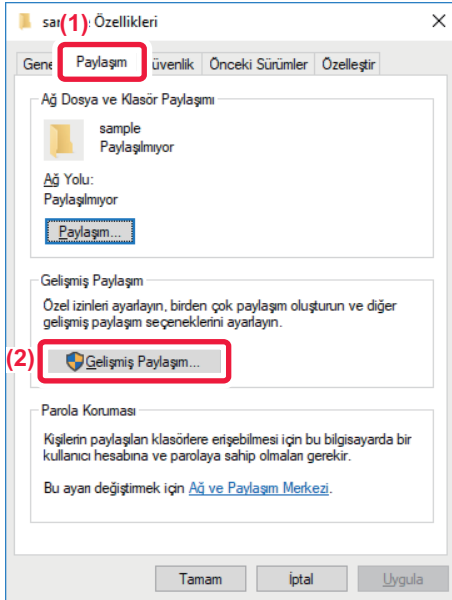 (1)
sample Özellikleri
Genel Paylaşım Güvenlik Önceki Sürümler Özelleştir
Ağ Dosya ve Klasör Paylaşımı
sample
Paylaşılmıyor
Ağ Yolu:
Paylaşılmıyor
Paylaşım...
Gelişmiş Paylaşım
Özel izinleri ayarlayın, birden çok paylaşım oluşturun ve diğer
gelişmiş paylaşım seçeneklerini ayarlayın.
(2)
Gelişmiş Paylaşım...
Parola Koruması
Kişilerin paylaşılan klasörlere erişebilmesi için bu bilgisayarda bir
kullanıcı hesabına ve parolaya sahip olmaları gerekir.
Bu ayarı değiştirmek için Ağ ve Paylaşım Merkezi.
Tamam İptal Uygula